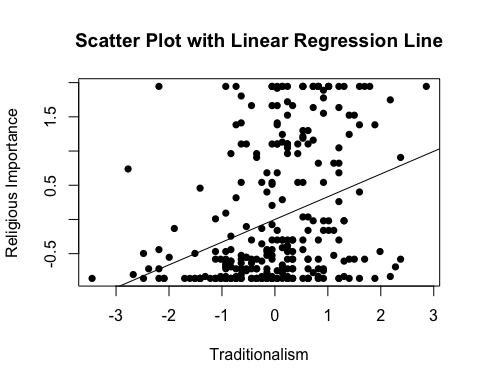 Scatter Plot with Linear Regression Line
Religious Importance
1.5
0.5
-0.5
-3 -2 -1 0 1 2 3
Traditionalism